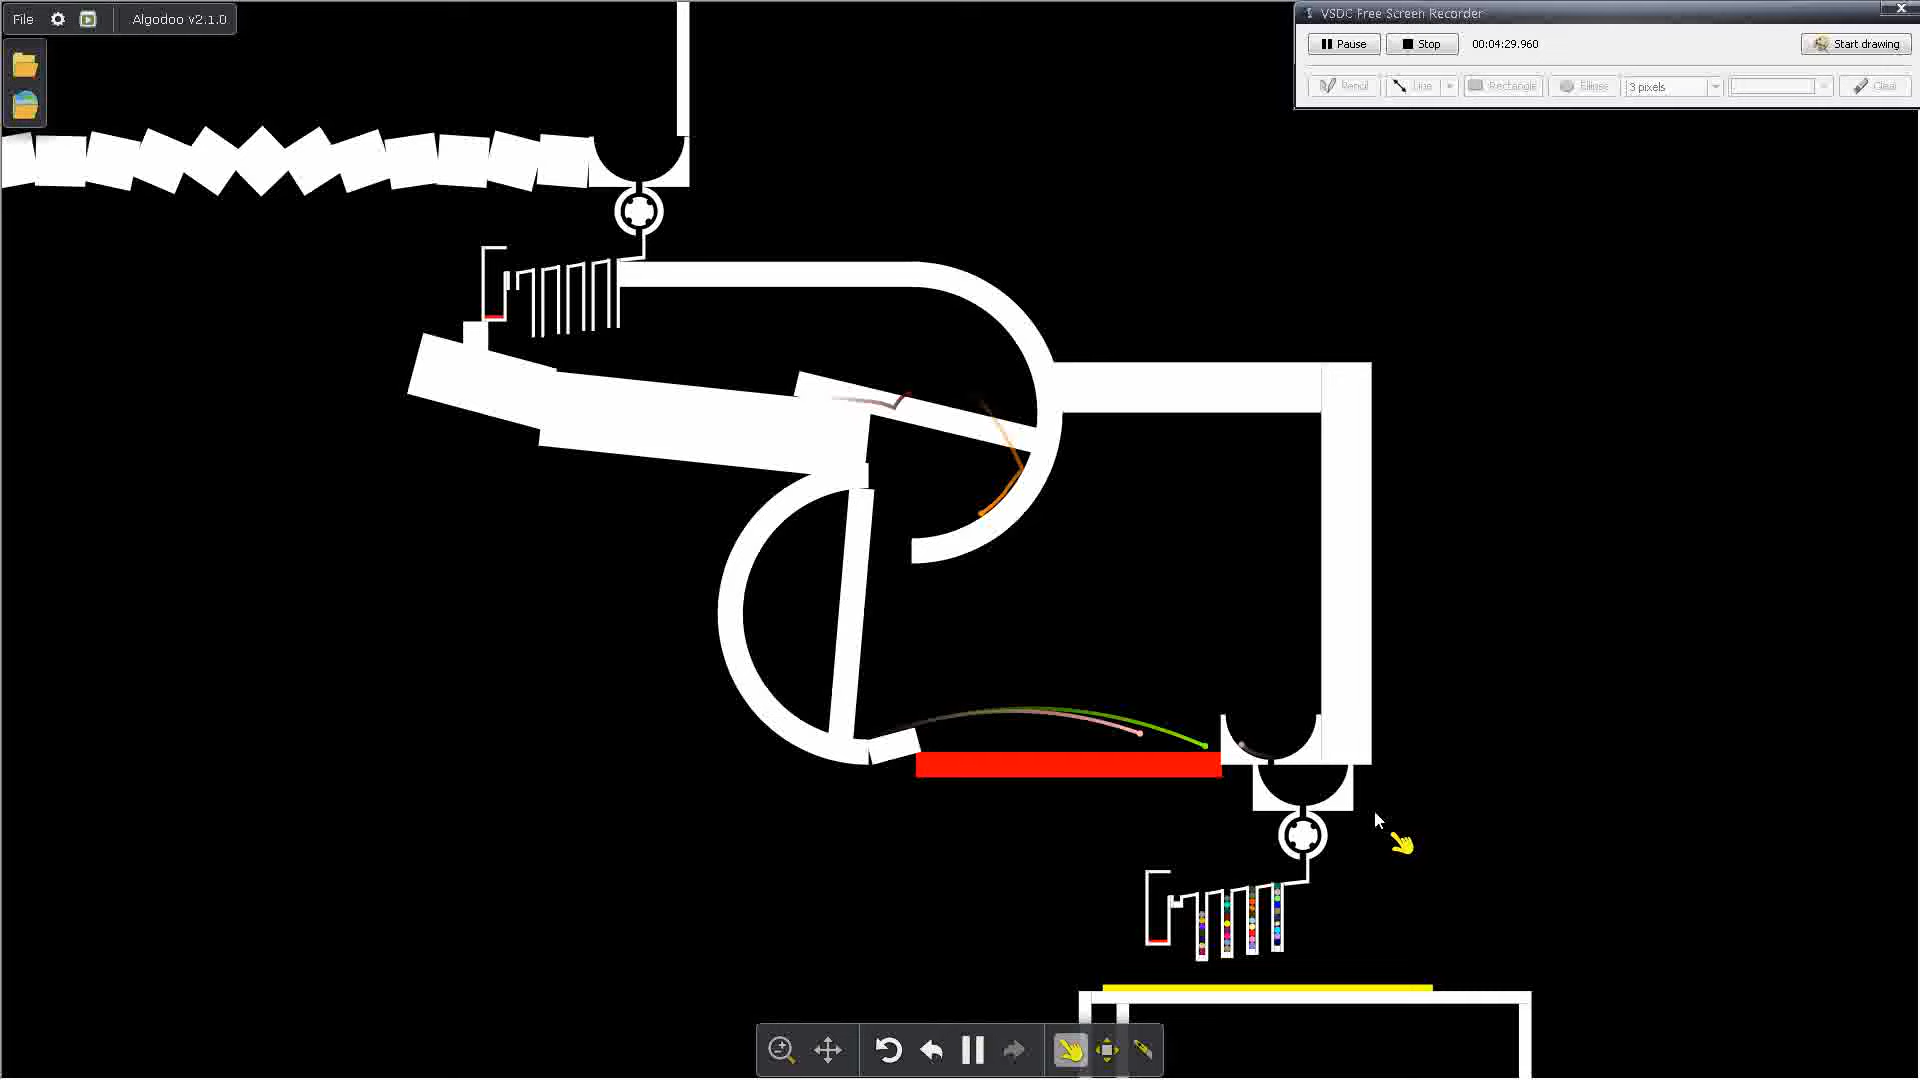 File
Algodoo v2.1.0
VSDC Free Screen Recorder
Pause
Stop
00:04:29.960
Start drawing
Pencil
Line
Rectangle
Ellipse
3 pixels
Clear